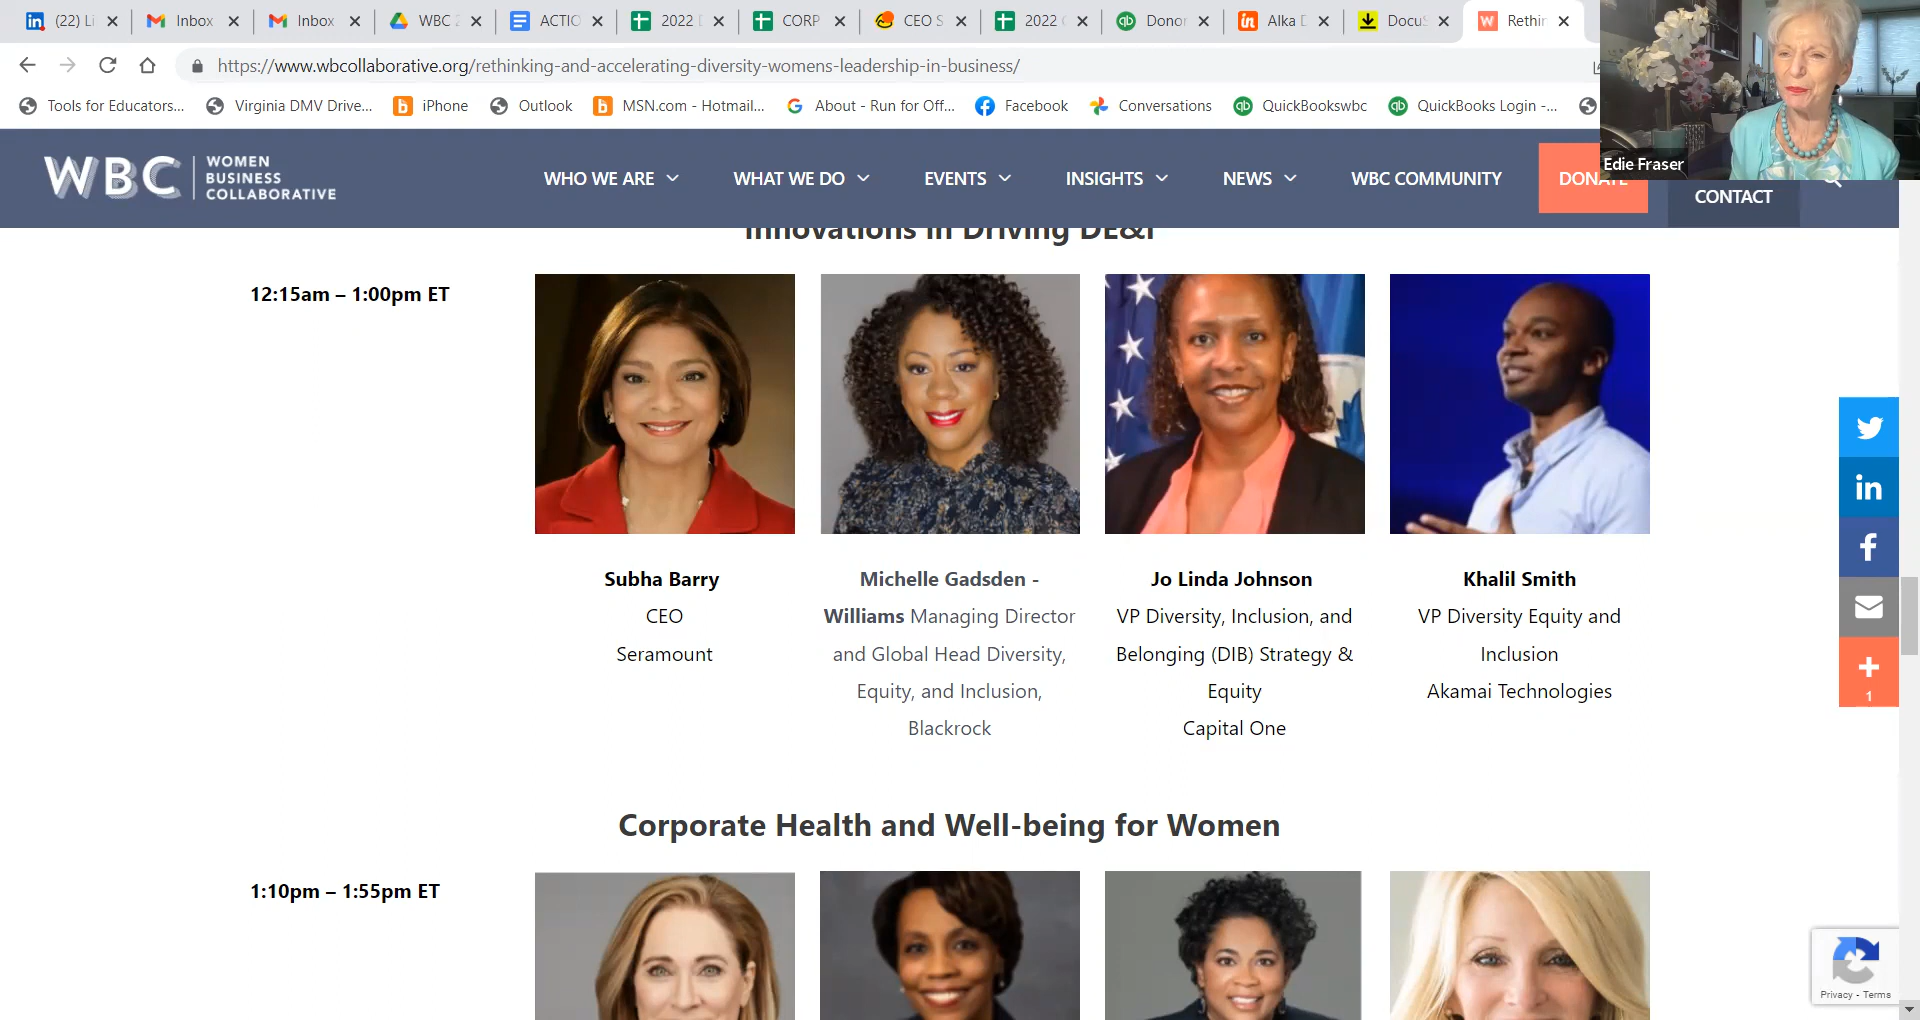 (22) Li
Inbox
Inbox
WBC 2
ACTIO
2022 D
CORP
CEO S
2022
Donor
Alka D
DocuS
Rethin
https://www.wbcollaborative.org/rethinking-and-accelerating-diversity-womens-leadership-in-business/
Tools for Educators...
Virginia DMV Drive...
iPhone
Outlook
MSN.com - Hotmail...
About - Run for Off...
Facebook
Conversations
QuickBookswbc
QuickBooks Login -...
Edie Fraser
WBC
WOMEN
BUSINESS
COLLABORATIVE
WHO WE ARE
WHAT WE DO
EVENTS
INSIGHTS
NEWS
WBC COMMUNITY
DONATE
CONTACT
Innovations in Driving DE&I
12:15am – 1:00pm ET
Subha Barry
CEO
Seramount
Michelle Gadsden -
Williams Managing Director
and Global Head Diversity,
Equity, and Inclusion,
Blackrock
Jo Linda Johnson
VP Diversity, Inclusion, and
Belonging (DIB) Strategy &
Equity
Capital One
Khalil Smith
VP Diversity Equity and
Inclusion
Akamai Technologies
1
Corporate Health and Well-being for Women
1:10pm – 1:55pm ET
Privacy - Terms